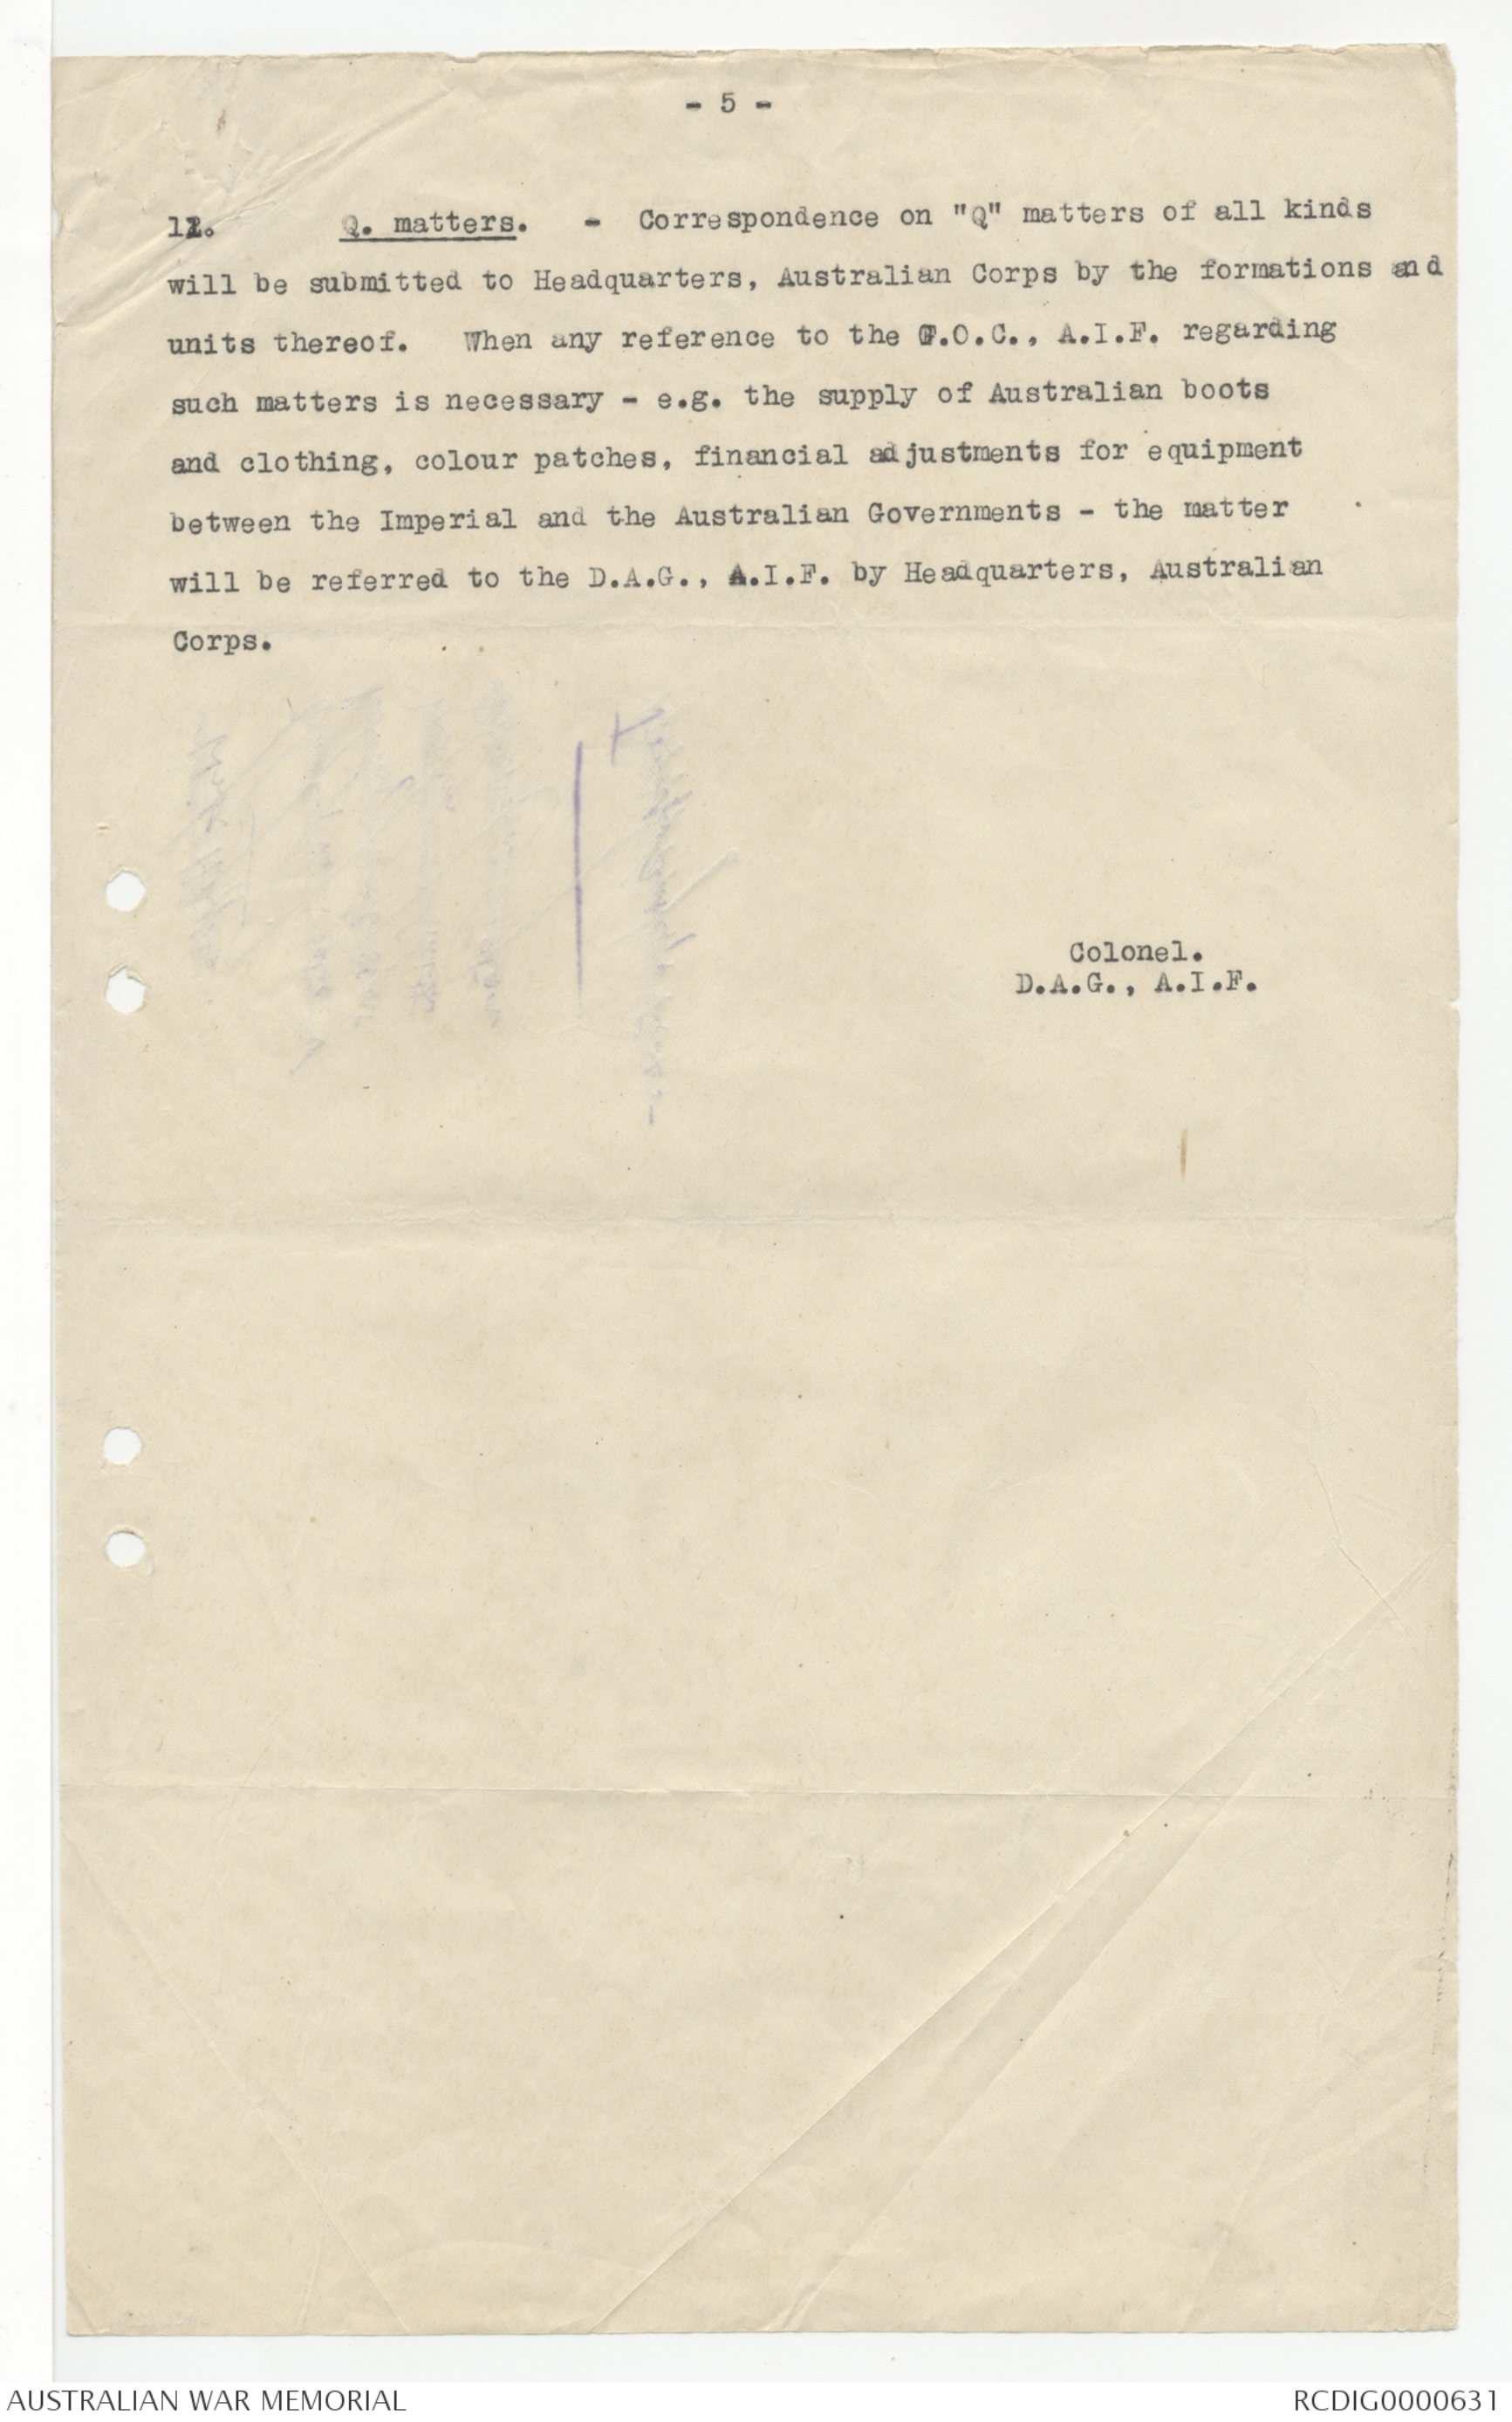 - 5 -
12. Q. matters. - Correspondence on "Q" matters of all kinds
will be submitted to Headquarters, Australian Corps by the formations and
units thereof. When any reference to the G.O.C., A.I.F. regarding
such matters is necessary - e.g. the supply of Australian boots
and clothing, colour patches, financial adjustments for equipment
between the Imperial and the Australian Governments - the matter
will be referred to the D.A.G., A.I.F. by Headquarters, Australian
Corps.
Colonel.
D.A.G., A.I.F.
AUSTRALIAN WAR MEMORIAL
RCDIG0000631